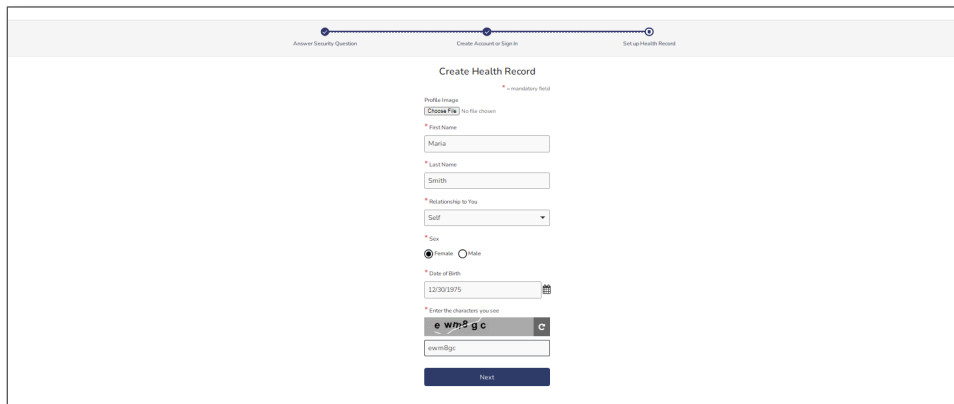 Answer Security Question
Create Account or Sign In
Set up Health Record
Create Health Record
* = mandatory field
Profile Image
Choose File No file chosen
* First Name
Maria
* Last Name
Smith
* Relationship to You
Self
* Sex
Female Male
* Date of Birth
12/30/1975
* Enter the characters you see
e wm8 g c
ewm8gc
Next